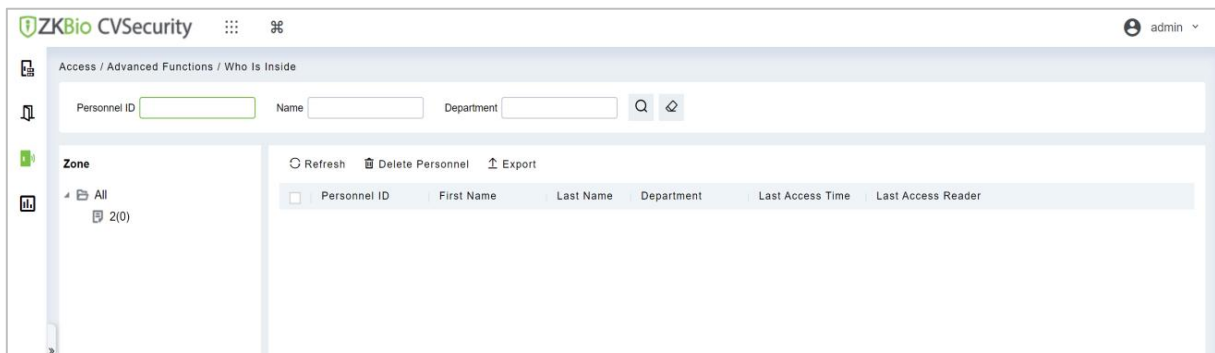 ZKBio CVSecurity
admin
Access / Advanced Functions / Who Is Inside
Personnel ID Name Department
Zone
Refresh Delete Personnel Export
All
Personnel ID First Name Last Name Department Last Access Time Last Access Reader
2(0)